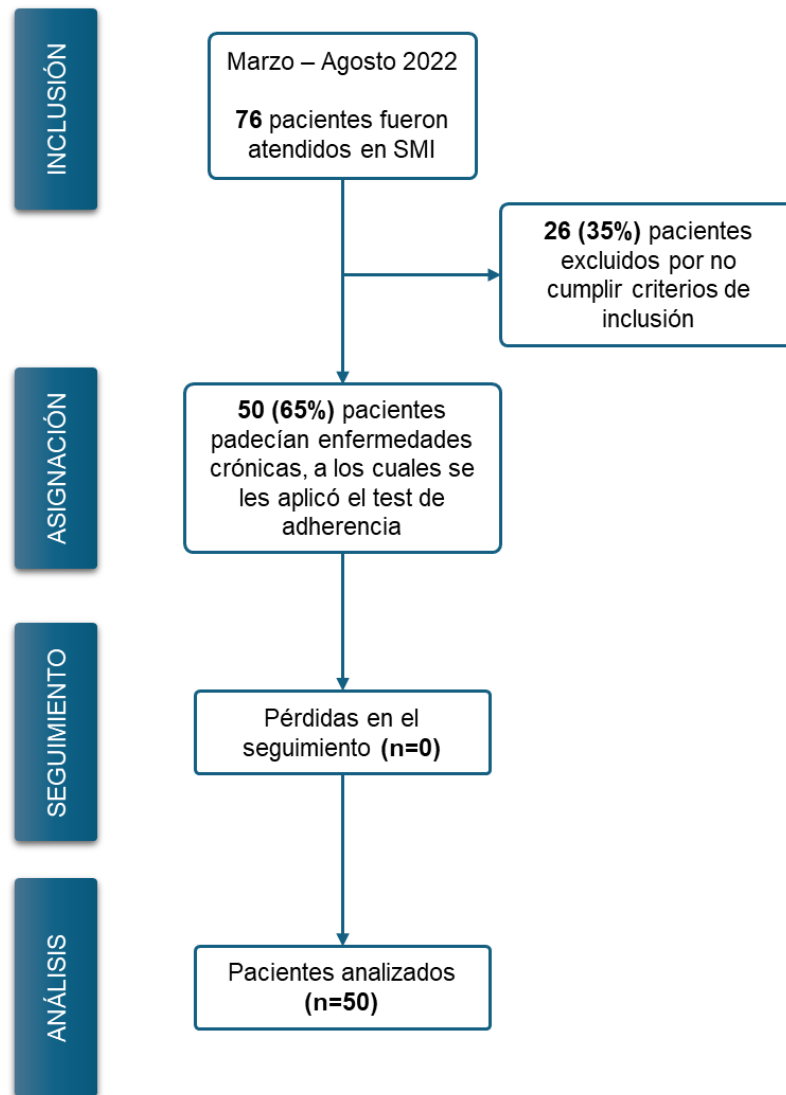 INCLUSIÓN
Marzo – Agosto 2022
76 pacientes fueron
atendidos en SMI
26 (35%) pacientes
excluidos por no
cumplir criterios de
inclusión
ASIGNACIÓN
50 (65%) pacientes
padecían enfermedades
crónicas, a los cuales se
les aplicó el test de
adherencia
SEGUIMIENTO
Pérdidas en el
seguimiento (n=0)
ANÁLISIS
Pacientes analizados
(n=50)